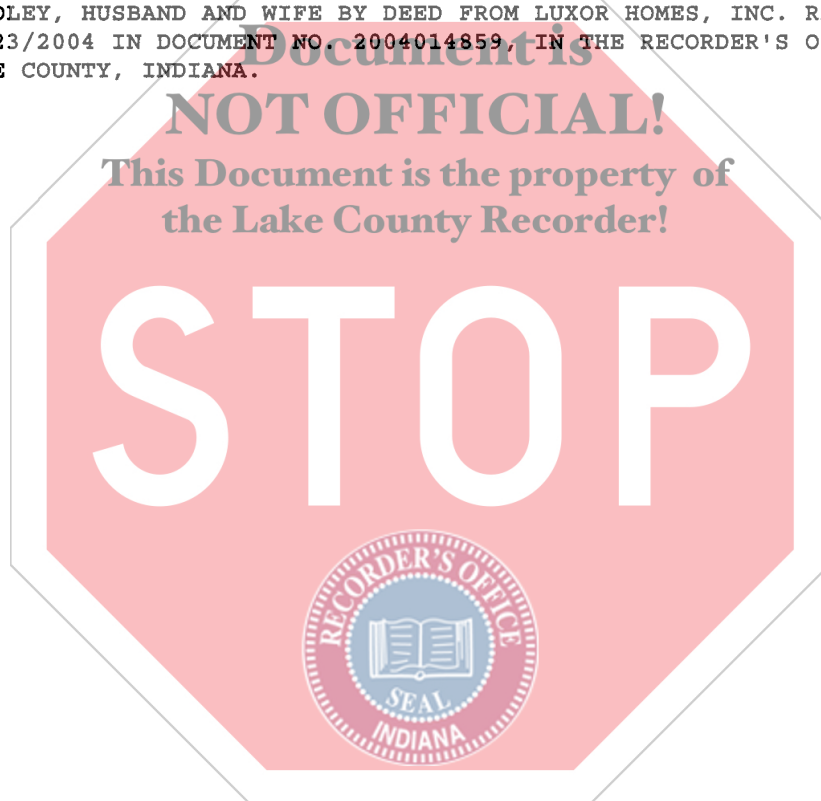 DLEY, HUSBAND AND WIFE BY DEED FROM LUXOR HOMES, INC. R
23/2004 IN DOCUMENT NO. 2004014859, IN THE RECORDER'S O
E COUNTY, INDIANA.
Document is
NOT OFFICIAL!
This Document is the property of
the Lake County Recorder!
STOP
RECORDER'S OFFICE
SEAL
INDIANA